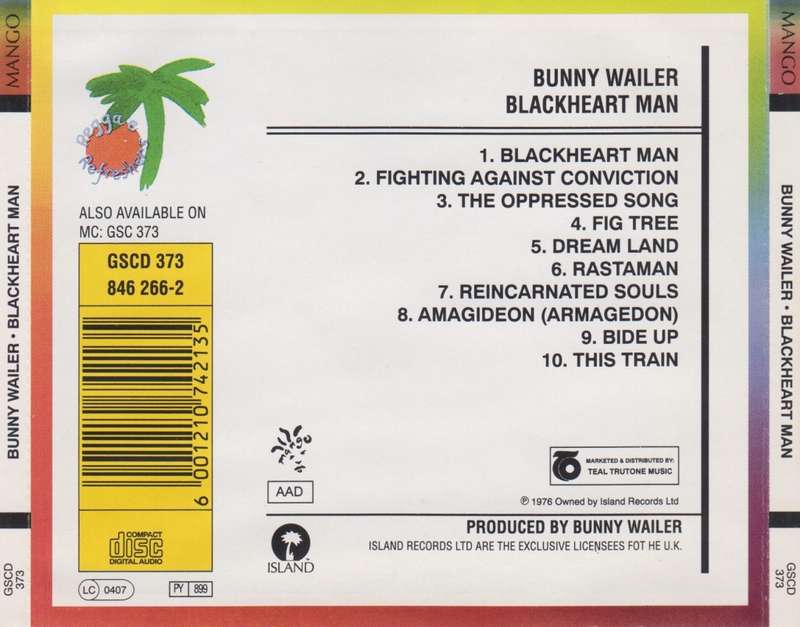 MANGO
BUNNY WAILER • BLACKHEART MAN
GSCD
373
reggae
Refreshers
ALSO AVAILABLE ON
MC: GSC 373
GSCD 373
846 266-2
6 001210 742135
COMPACT
disc
DIGITAL AUDIO
LC 0407
PY 899
BUNNY WAILER
BLACKHEART MAN
1. BLACKHEART MAN
2. FIGHTING AGAINST CONVICTION
3. THE OPPRESSED SONG
4. FIG TREE
5. DREAM LAND
6. RASTAMAN
7. REINCARNATED SOULS
8. AMAGIDEON (ARMAGEDON)
9. BIDE UP
10. THIS TRAIN
mango
AAD
MARKETED & DISTRIBUTED BY:
TEAL TRUTONE MUSIC
℗ 1976 Owned by Island Records Ltd
ISLAND
PRODUCED BY BUNNY WAILER
ISLAND RECORDS LTD ARE THE EXCLUSIVE LICENSEES FOT HE U.K.
MANGO
BUNNY WAILER • BLACKHEART MAN
GSCD
373